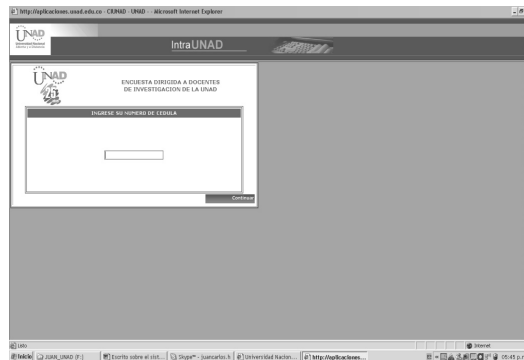 http://aplicaciones.unad.edu.co - CIUNAD - UNAD - - Microsoft Internet Explorer
UNAD
IntraUNAD
UNAD
25
ENCUESTA DIRIGIDA A DOCENTES
DE INVESTIGACION DE LA UNAD
INGRESE SU NUMERO DE CEDULA
Continuar
Listo
Internet
Inicio
JUAN_UNAD (F:)
Escrito sobre el sist...
Skype™ - juancarlos.h
Universidad Nacion...
http://aplicaciones...
05:45 p.m.